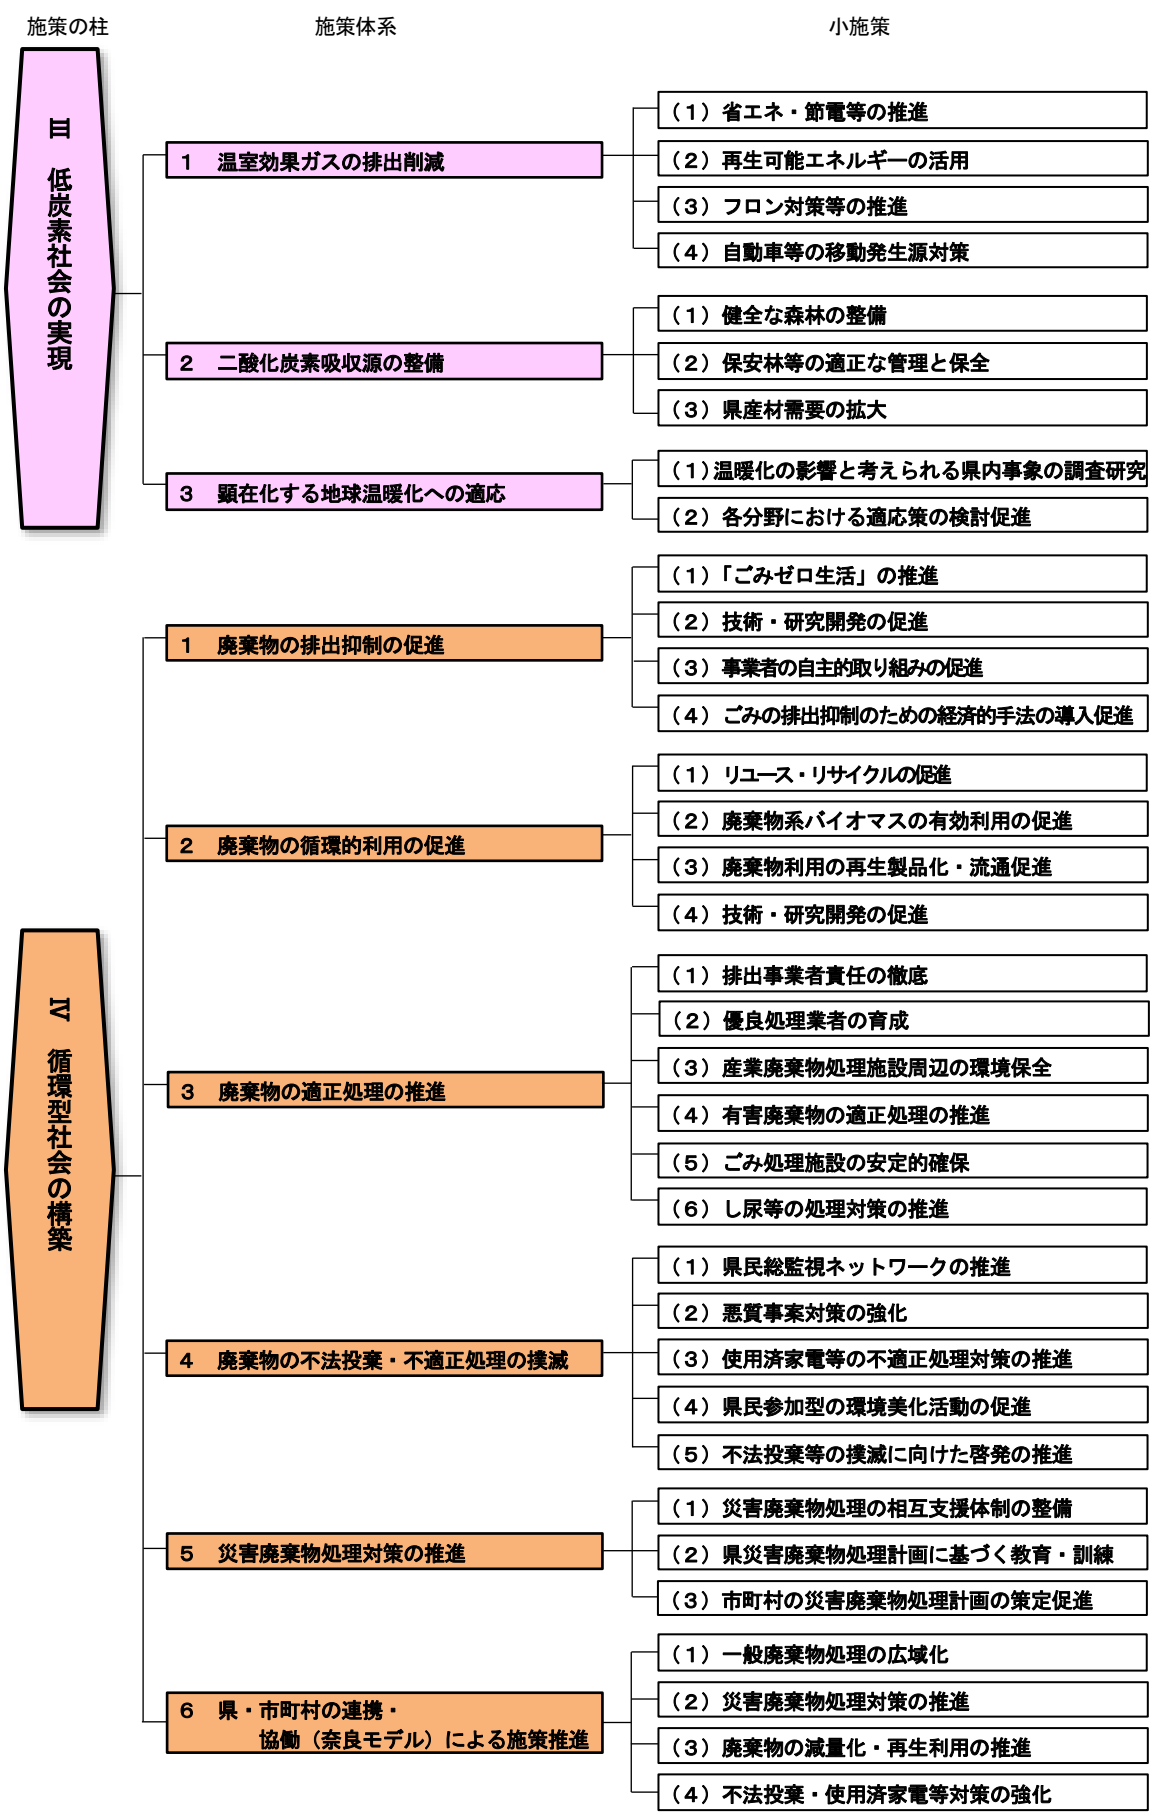 施策の柱
施策体系
小施策
Ⅲ　低炭素社会の実現
1　温室効果ガスの排出削減
（1）省エネ・節電等の推進
（2）再生可能エネルギーの活用
（3）フロン対策等の推進
（4）自動車等の移動発生源対策
2　二酸化炭素吸収源の整備
（1）健全な森林の整備
（2）保安林等の適正な管理と保全
（3）県産材需要の拡大
3　顕在化する地球温暖化への適応
（1）温暖化の影響と考えられる県内事象の調査研究
（2）各分野における適応策の検討促進
Ⅳ　循環型社会の構築
1　廃棄物の排出抑制の促進
（1）「ごみゼロ生活」の推進
（2）技術・研究開発の促進
（3）事業者の自主的取り組みの促進
（4）ごみの排出抑制のための経済的手法の導入促進
2　廃棄物の循環的利用の促進
（1）リユース・リサイクルの促進
（2）廃棄物系バイオマスの有効利用の促進
（3）廃棄物利用の再生製品化・流通促進
（4）技術・研究開発の促進
3　廃棄物の適正処理の推進
（1）排出事業者責任の徹底
（2）優良処理業者の育成
（3）産業廃棄物処理施設周辺の環境保全
（4）有害廃棄物の適正処理の推進
（5）ごみ処理施設の安定的確保
（6）し尿等の処理対策の推進
4　廃棄物の不法投棄・不適正処理の撲滅
（1）県民総監視ネットワークの推進
（2）悪質事案対策の強化
（3）使用済家電等の不適正処理対策の推進
（4）県民参加型の環境美化活動の促進
（5）不法投棄等の撲滅に向けた啓発の推進
5　災害廃棄物処理対策の推進
（1）災害廃棄物処理の相互支援体制の整備
（2）県災害廃棄物処理計画に基づく教育・訓練
（3）市町村の災害廃棄物処理計画の策定促進
6　県・市町村の連携・
協働（奈良モデル）による施策推進
（1）一般廃棄物処理の広域化
（2）災害廃棄物処理対策の推進
（3）廃棄物の減量化・再生利用の推進
（4）不法投棄・使用済家電等対策の強化